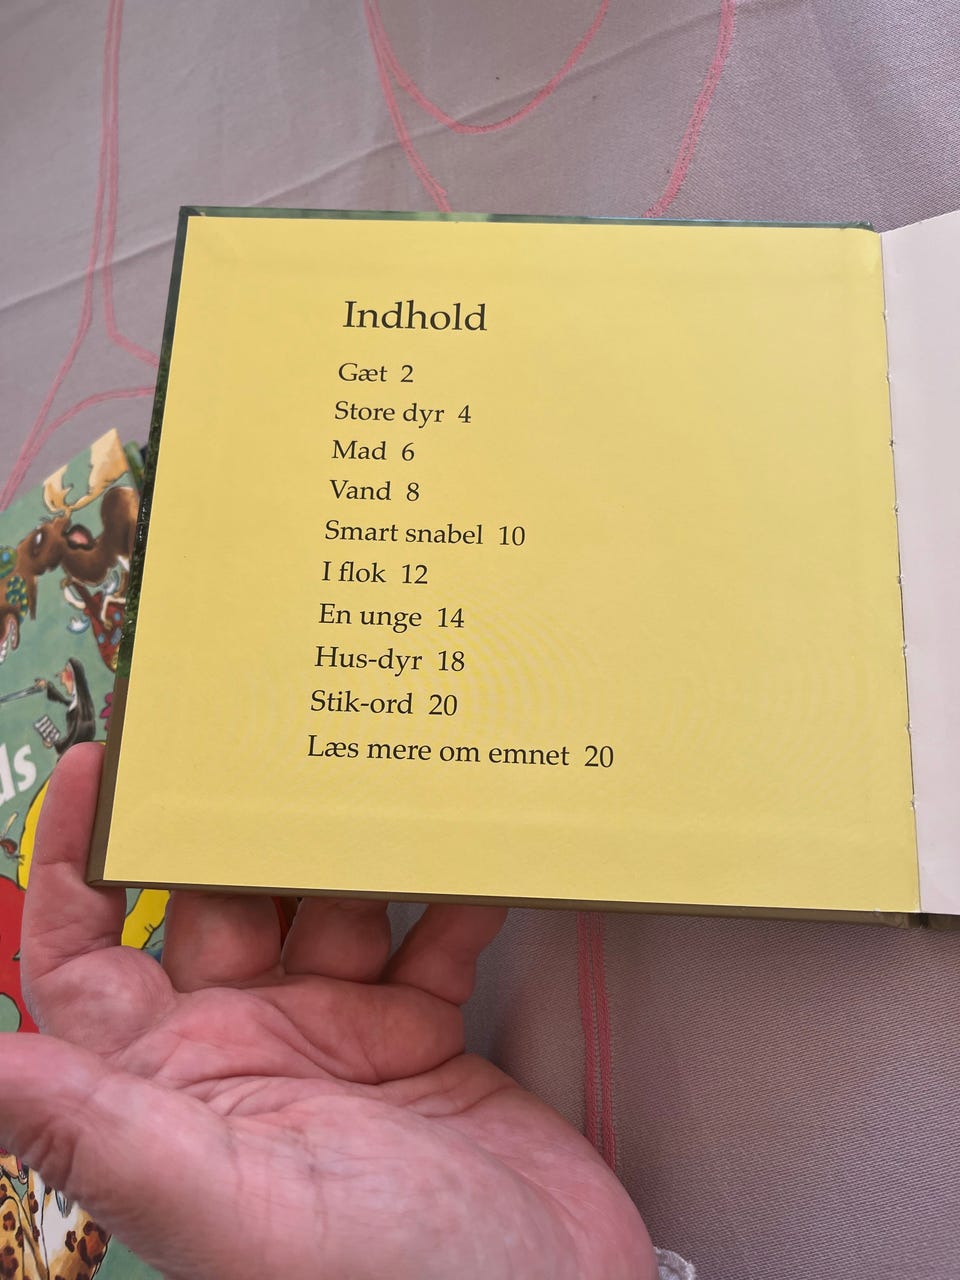 Indhold
Gæt 2
Store dyr 4
Mad 6
Vand 8
Smart snabel 10
I flok 12
En unge 14
Hus-dyr 18
Stik-ord 20
Læs mere om emnet 20